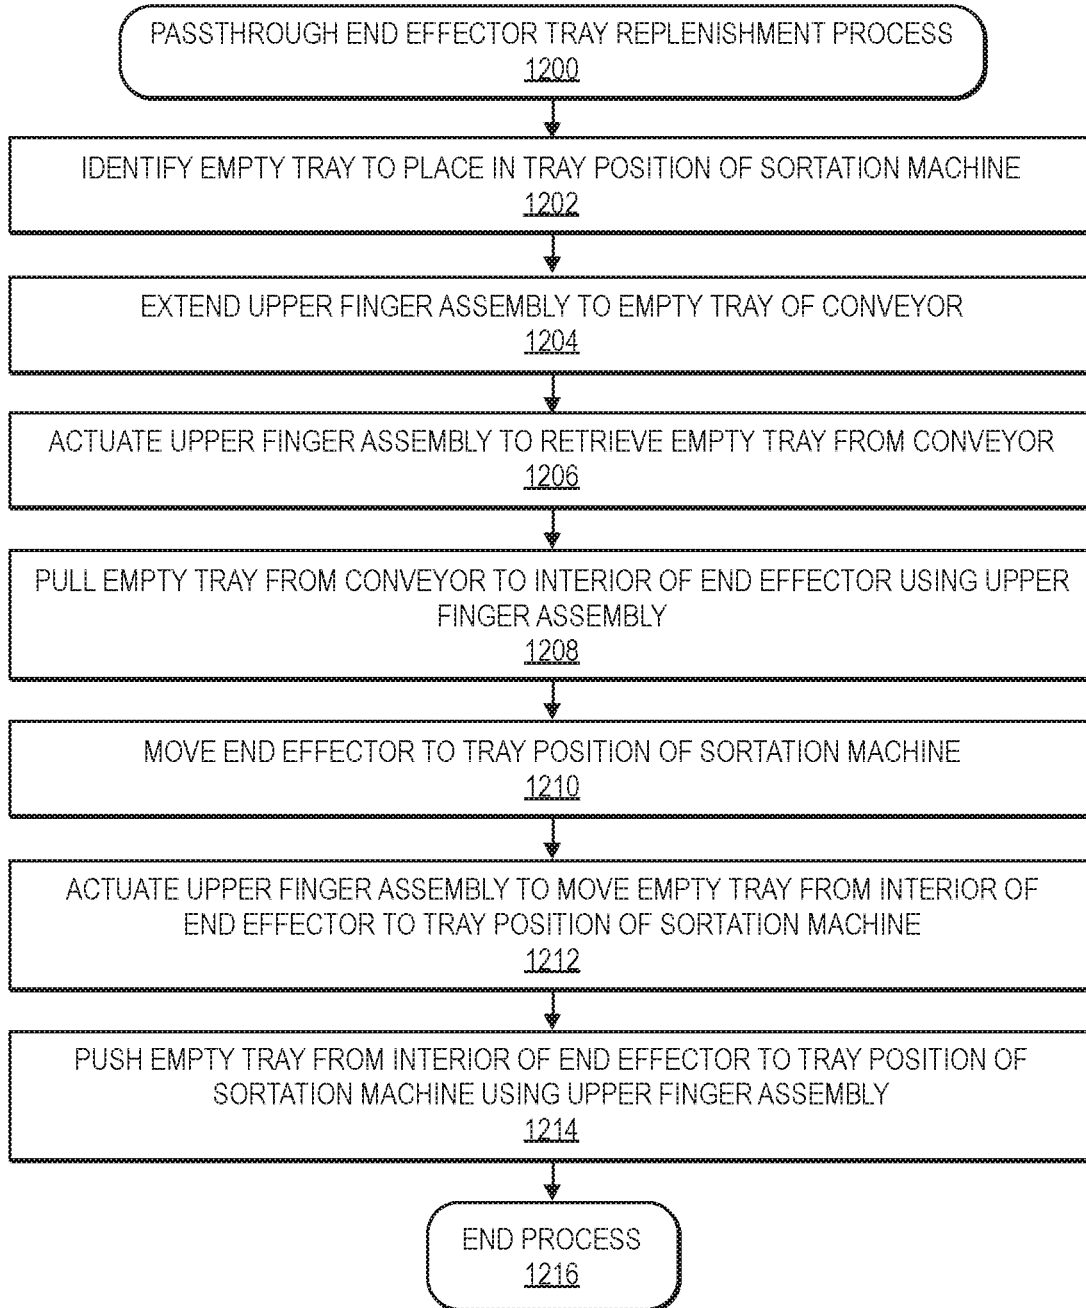 PASSTHROUGH END EFFECTOR TRAY REPLENISHMENT PROCESS
1200
IDENTIFY EMPTY TRAY TO PLACE IN TRAY POSITION OF SORTATION MACHINE
1202
EXTEND UPPER FINGER ASSEMBLY TO EMPTY TRAY OF CONVEYOR
1204
ACTUATE UPPER FINGER ASSEMBLY TO RETRIEVE EMPTY TRAY FROM CONVEYOR
1206
PULL EMPTY TRAY FROM CONVEYOR TO INTERIOR OF END EFFECTOR USING UPPER
FINGER ASSEMBLY
1208
MOVE END EFFECTOR TO TRAY POSITION OF SORTATION MACHINE
1210
ACTUATE UPPER FINGER ASSEMBLY TO MOVE EMPTY TRAY FROM INTERIOR OF
END EFFECTOR TO TRAY POSITION OF SORTATION MACHINE
1212
PUSH EMPTY TRAY FROM INTERIOR OF END EFFECTOR TO TRAY POSITION OF
SORTATION MACHINE USING UPPER FINGER ASSEMBLY
1214
END PROCESS
1216